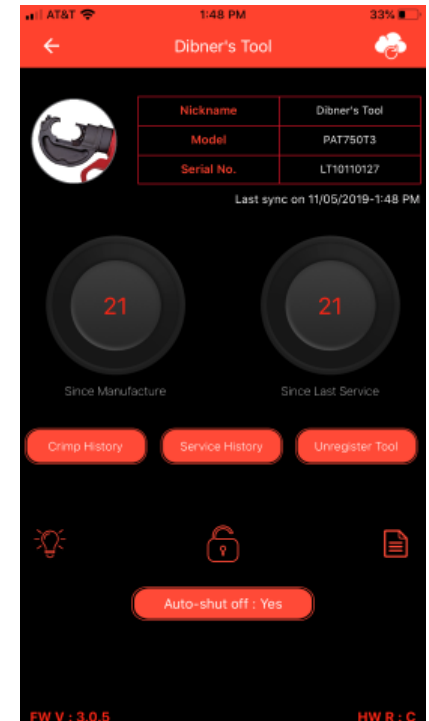 AT&T 1:48 PM 33%
Dibner's Tool
Nickname Dibner's Tool
Model PAT750T3
Serial No. LT10110127
Last sync on 11/05/2019-1:48 PM
21 21
Since Manufacture Since Last Service
Crimp History Service History Unregister Tool
Auto-shut off : Yes
FW V : 3.0.5 HW R : C